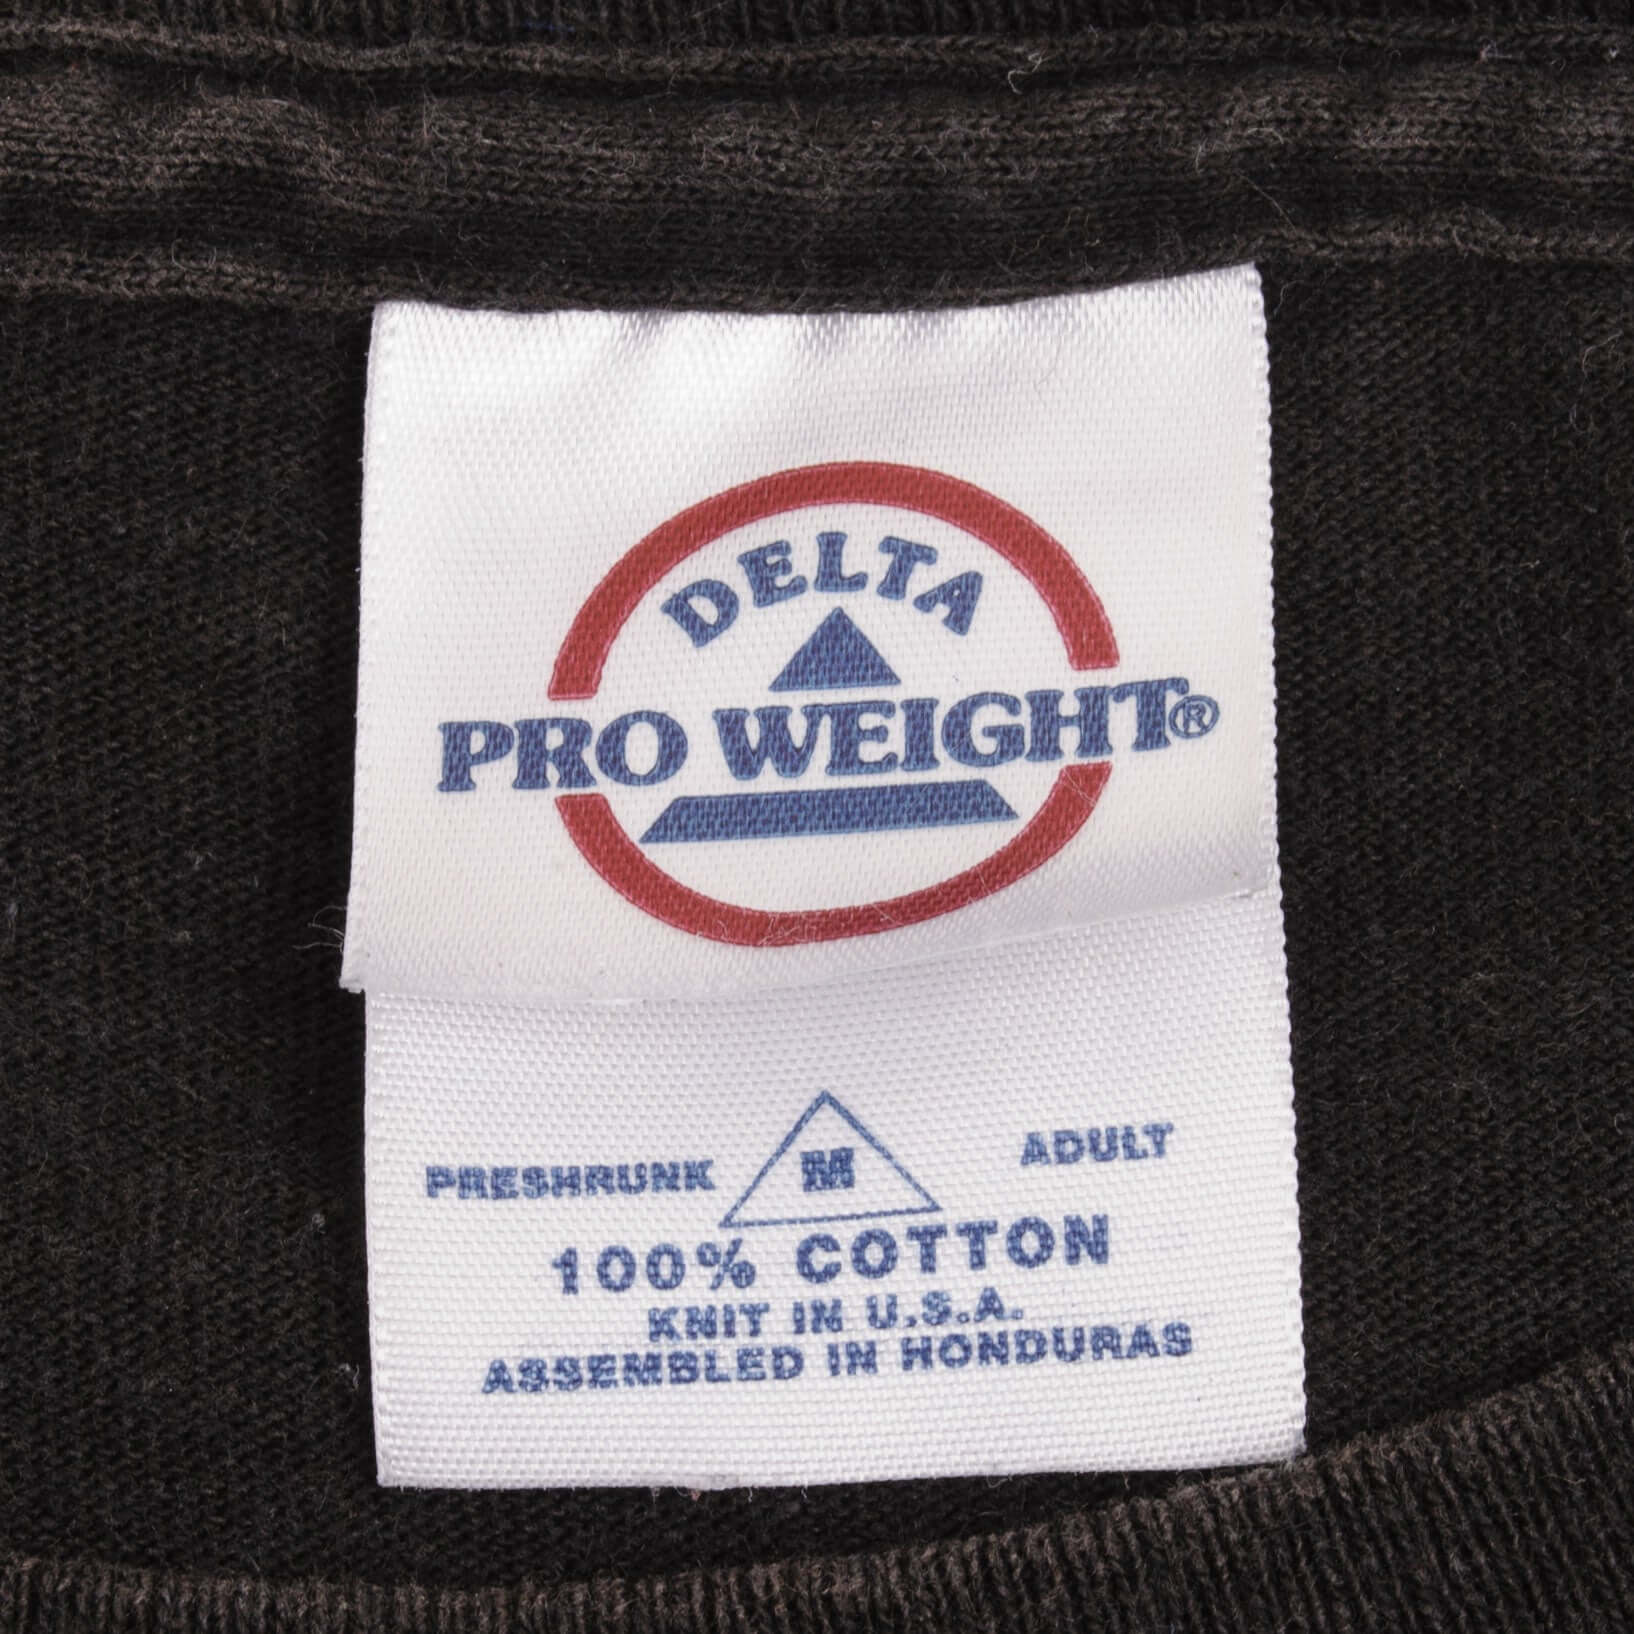 DELTA
PRO WEIGHT®
PRESHRUNK M ADULT
100% COTTON
KNIT IN U.S.A.
ASSEMBLED IN HONDURAS